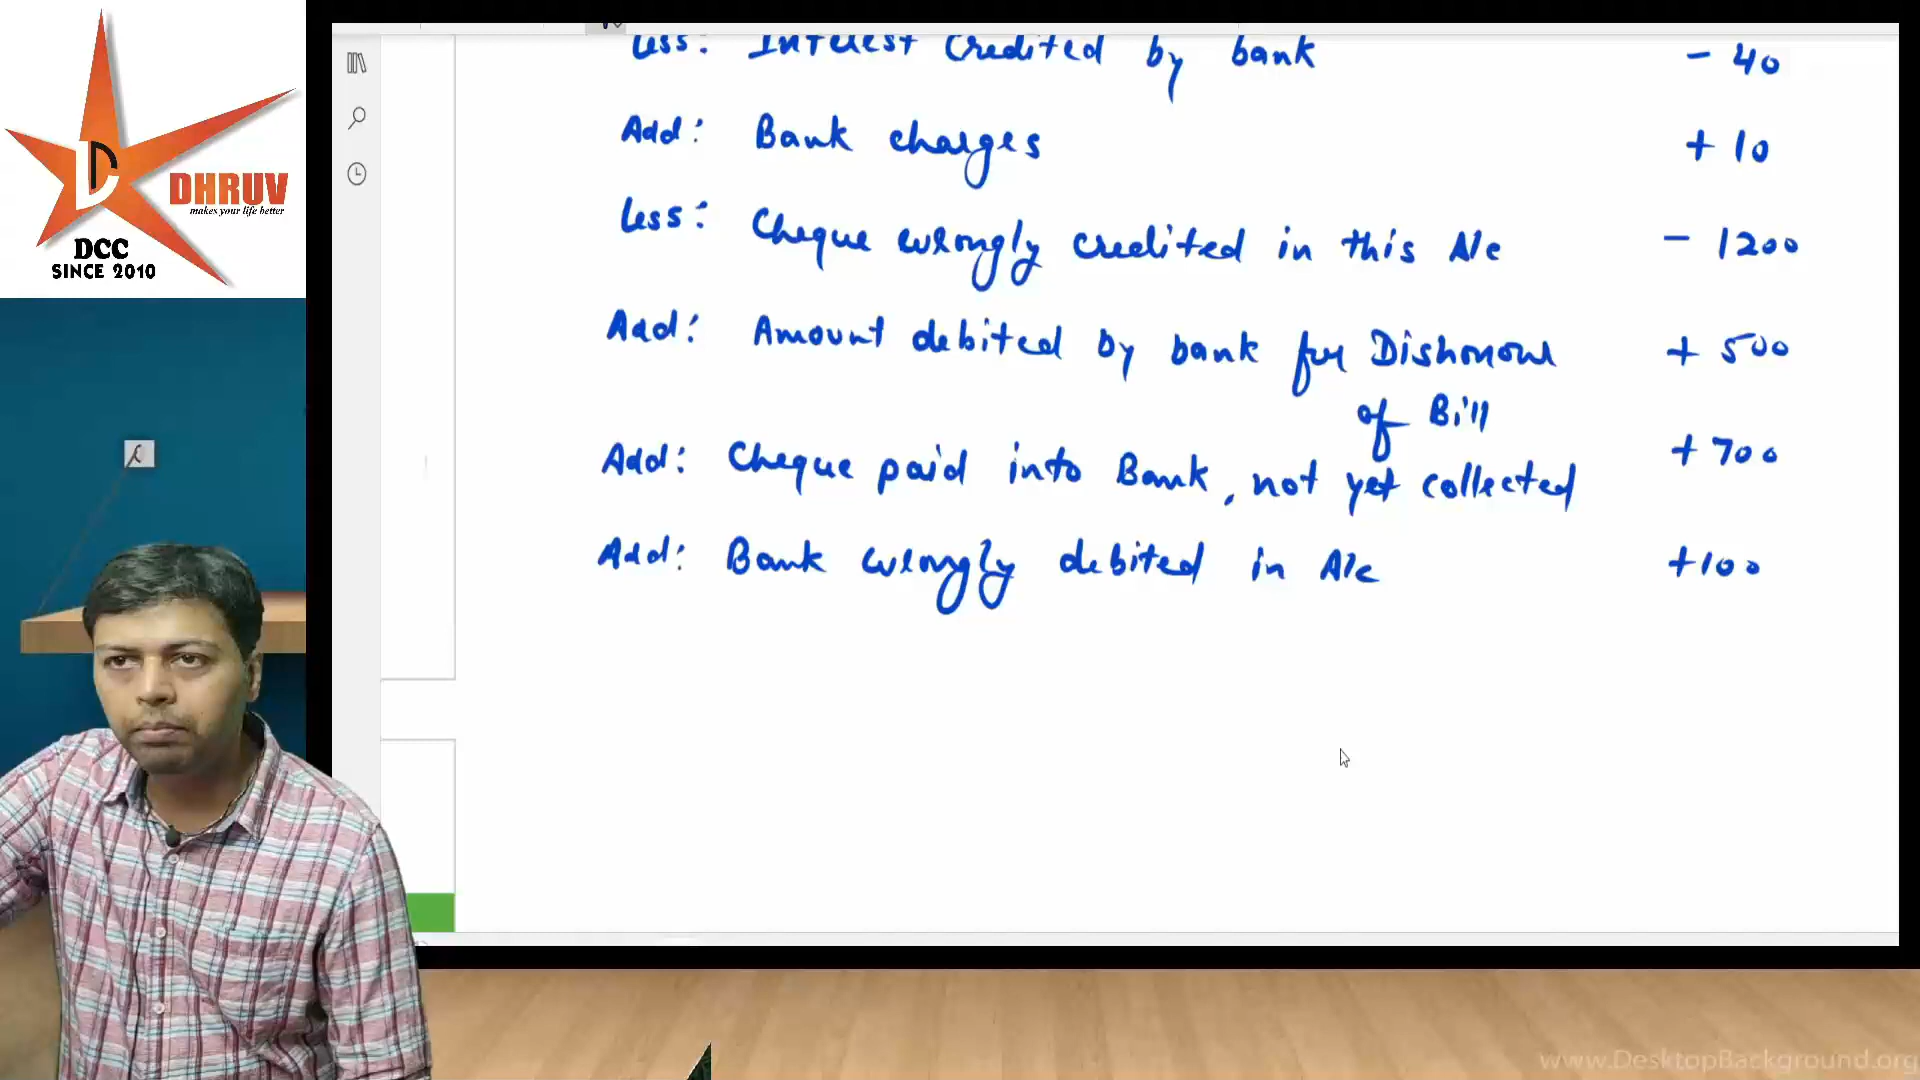 DC
DHRUV
makes your life better
DCC
SINCE 2010
Less: Interest credited by bank - 40
Add: Bank charges + 10
Less: Cheque wrongly credited in this A/c - 1200
Add: Amount debited by bank for Dishonour + 500
of Bill
Add: Cheque paid into Bank, not yet collected + 700
Add: Bank wrongly debited in A/c +100
www.DesktopBackground.org